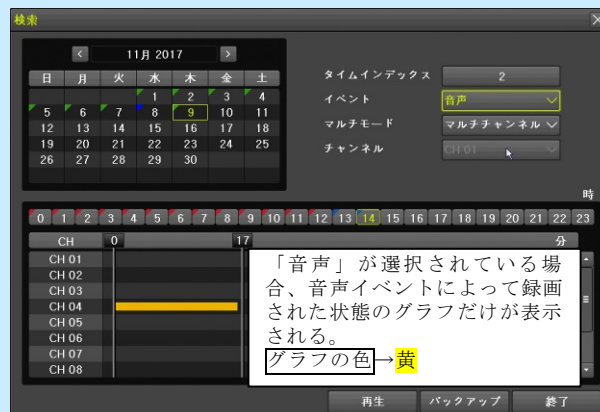 検索
11月 2017
日 月 火 水 木 金 土
1 2 3 4
5 6 7 8 9 10 11
12 13 14 15 16 17 18
19 20 21 22 23 24 25
26 27 28 29 30
タイムインデックス 2
イベント 音声
マルチモード マルチチャンネル
チャンネル CH 01
時
0 1 2 3 4 5 6 7 8 9 10 11 12 13 14 15 16 17 18 19 20 21 22 23
CH 0 17 分
CH 01
CH 02
CH 03
CH 04
CH 05
CH 06
CH 07
CH 08
「音声」が選択されている場
合、音声イベントによって録画
された状態のグラフだけが表示
される。
グラフの色→黄
再生 バックアップ 終了